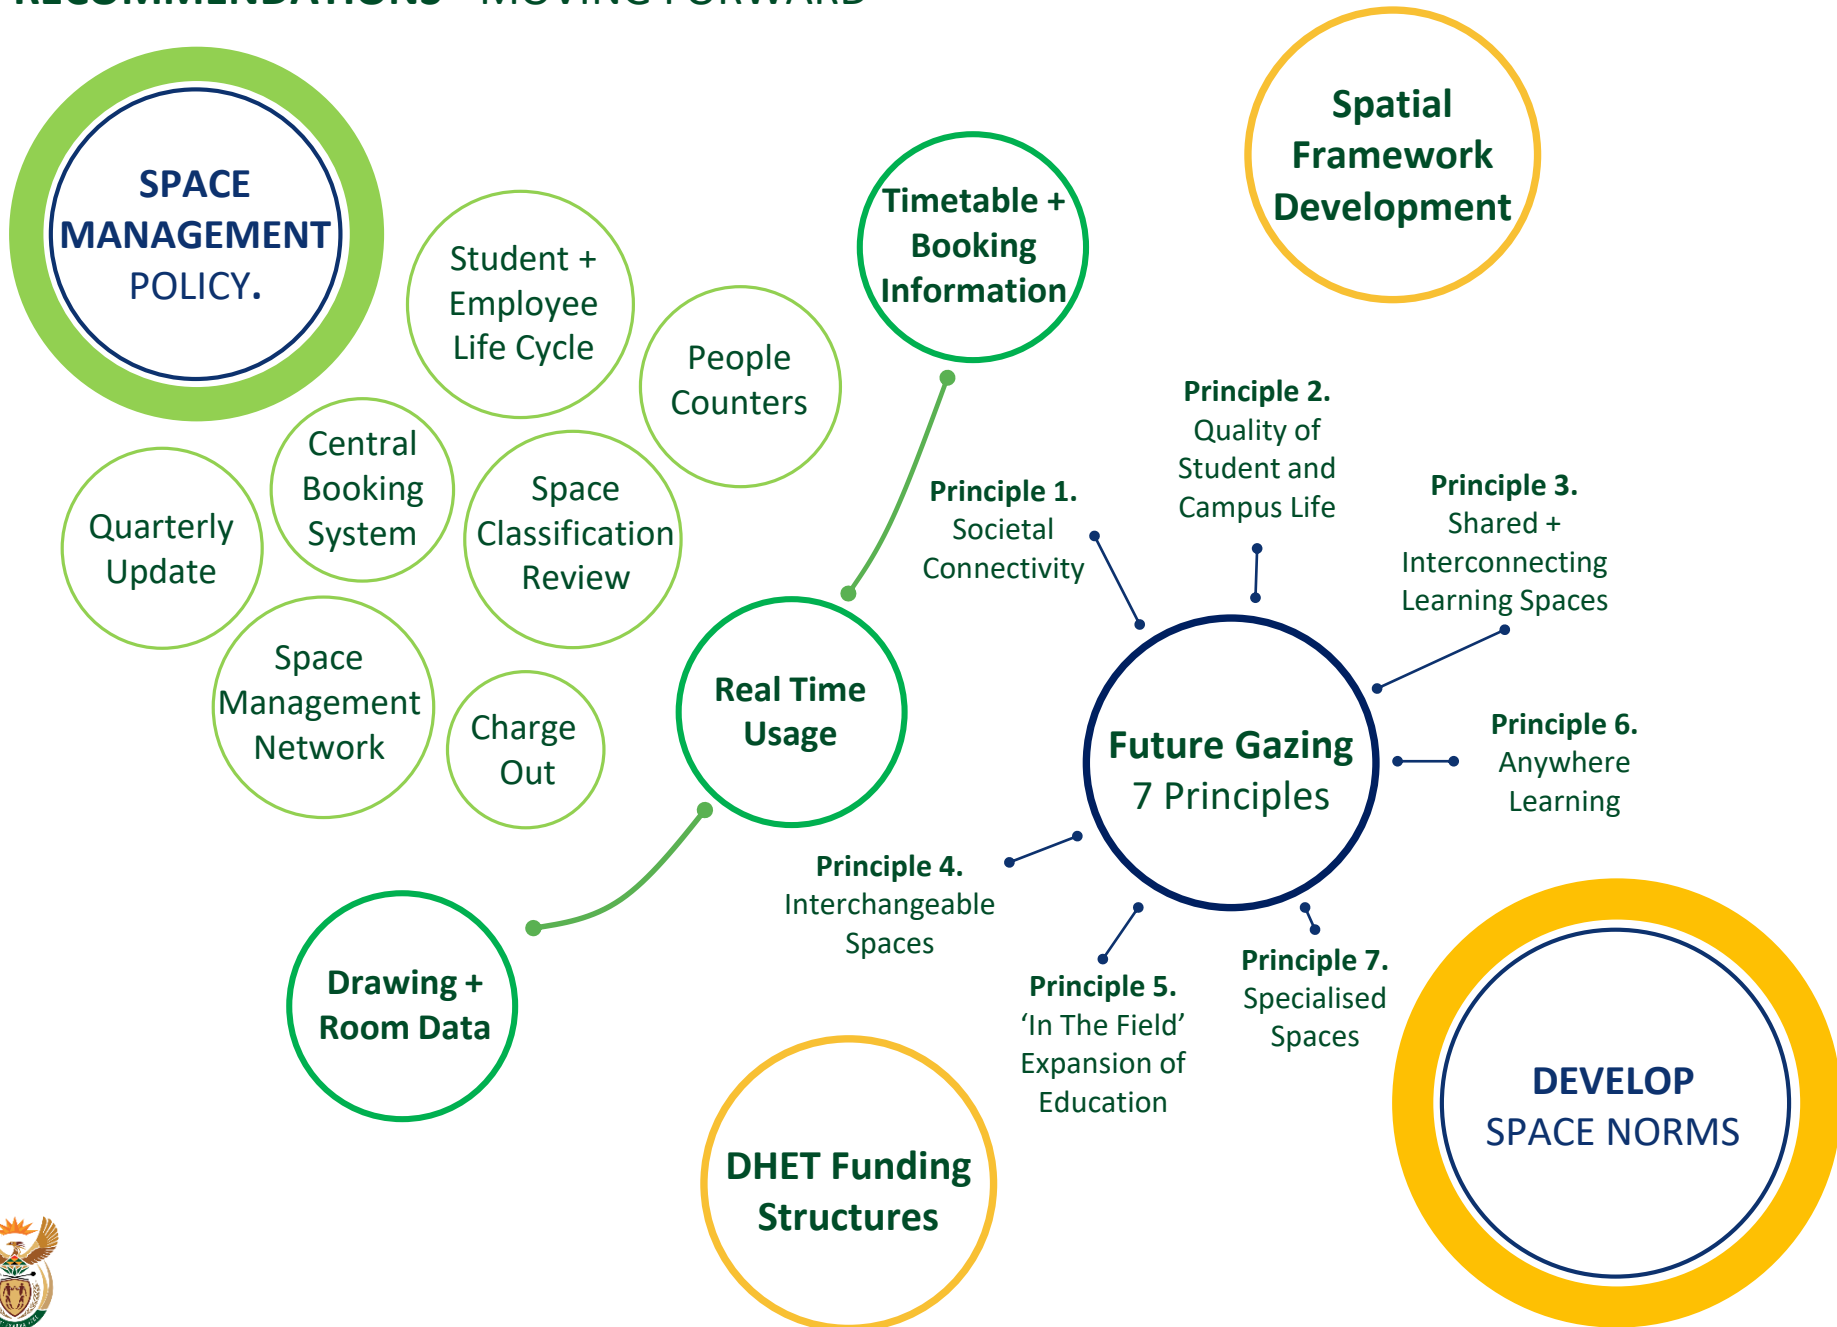 RECOMMENDATIONS MOVING FORWARD
SPACE
MANAGEMENT
POLICY.
Student +
Employee
Life Cycle
People
Counters
Central
Booking
System
Quarterly
Update
Space
Classification
Review
Space
Management
Network
Charge
Out
Timetable +
Booking
Information
Real Time
Usage
Drawing +
Room Data
Spatial
Framework
Development
Principle 1.
Societal
Connectivity
Principle 2.
Quality of
Student and
Campus Life
Principle 3.
Shared +
Interconnecting
Learning Spaces
Future Gazing
7 Principles
Principle 6.
Anywhere
Learning
Principle 4.
Interchangeable
Spaces
Principle 5.
‘In The Field’
Expansion of
Education
Principle 7.
Specialised
Spaces
DHET Funding
Structures
DEVELOP
SPACE NORMS